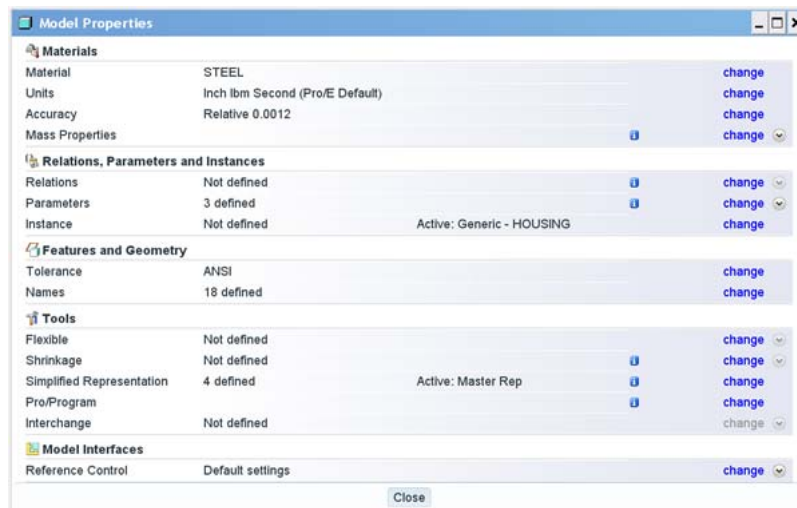 Model Properties
Materials
Material STEEL change
Units Inch lbm Second (Pro/E Default) change
Accuracy Relative 0.0012 change
Mass Properties change
Relations, Parameters and Instances
Relations Not defined change
Parameters 3 defined change
Instance Not defined Active: Generic - HOUSING change
Features and Geometry
Tolerance ANSI change
Names 18 defined change
Tools
Flexible Not defined change
Shrinkage Not defined change
Simplified Representation 4 defined Active: Master Rep change
Pro/Program change
Interchange Not defined change
Model Interfaces
Reference Control Default settings change
Close